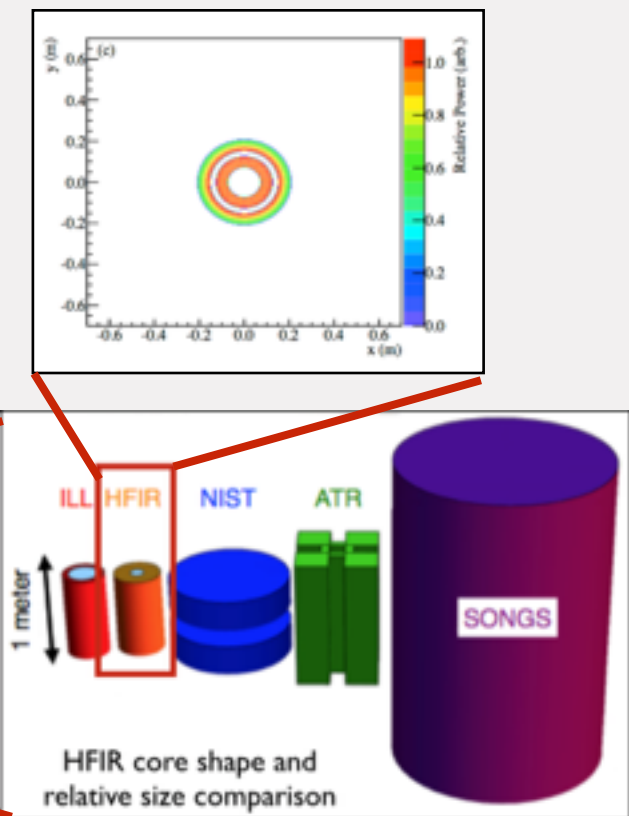 y (m)
(c)
0.6
0.4
0.2
0.0
-0.2
-0.4
-0.6
-0.6 -0.4 -0.2 0.0 0.2 0.4 0.6
x (m)
1.0
0.8
0.6
0.4
0.2
0.0
Relative Power (arb.)
ILL HFIR NIST ATR
1 meter
SONGS
HFIR core shape and
relative size comparison